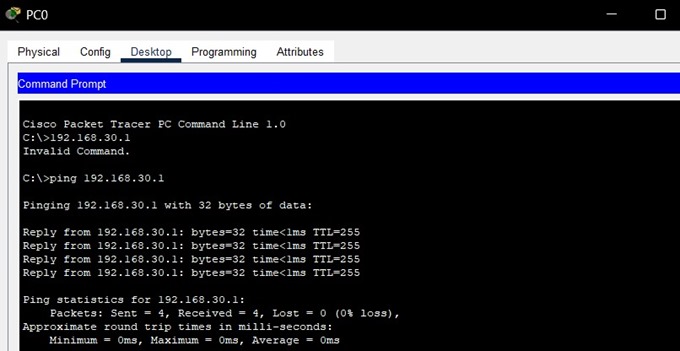 PC0
Physical Config Desktop Programming Attributes
Command Prompt
Cisco Packet Tracer PC Command Line 1.0
C:\>192.168.30.1
Invalid Command.
C:\>ping 192.168.30.1
Pinging 192.168.30.1 with 32 bytes of data:
Reply from 192.168.30.1: bytes=32 time<1ms TTL=255
Reply from 192.168.30.1: bytes=32 time<1ms TTL=255
Reply from 192.168.30.1: bytes=32 time<1ms TTL=255
Reply from 192.168.30.1: bytes=32 time<1ms TTL=255
Ping statistics for 192.168.30.1:
Packets: Sent = 4, Received = 4, Lost = 0 (0% loss),
Approximate round trip times in milli-seconds:
Minimum = 0ms, Maximum = 0ms, Average = 0ms